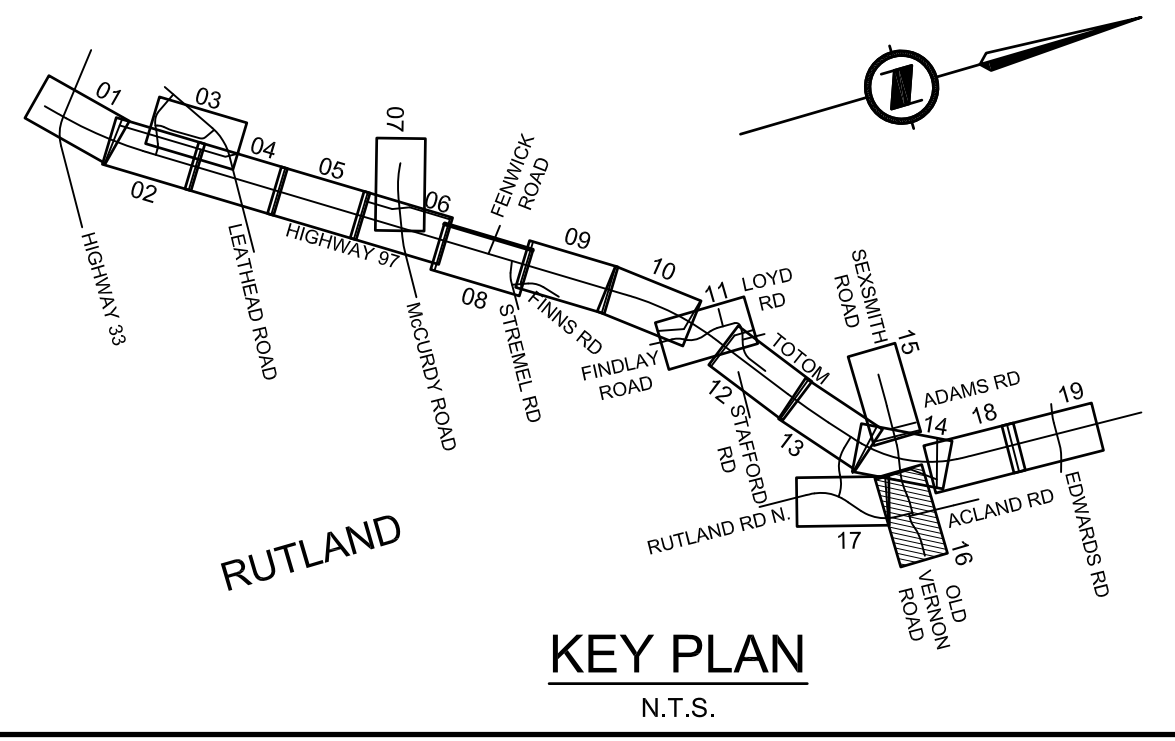 01
03
02
04
05
07
06
FENWICK
ROAD
09
10
08
HIGHWAY 33
LEATHEAD ROAD
HIGHWAY 97
McCURDY ROAD
STREMEL RD
FINNS RD
FINDLAY
ROAD
11
LOYD
RD
TOTOM
12
STAFFORD
RD
13
SEXSMITH
ROAD
15
ADAMS RD
14
18
19
RUTLAND RD N.
17
ACLAND RD
EDWARDS RD
16
OLD
VERNON
ROAD
RUTLAND
KEY PLAN
N.T.S.